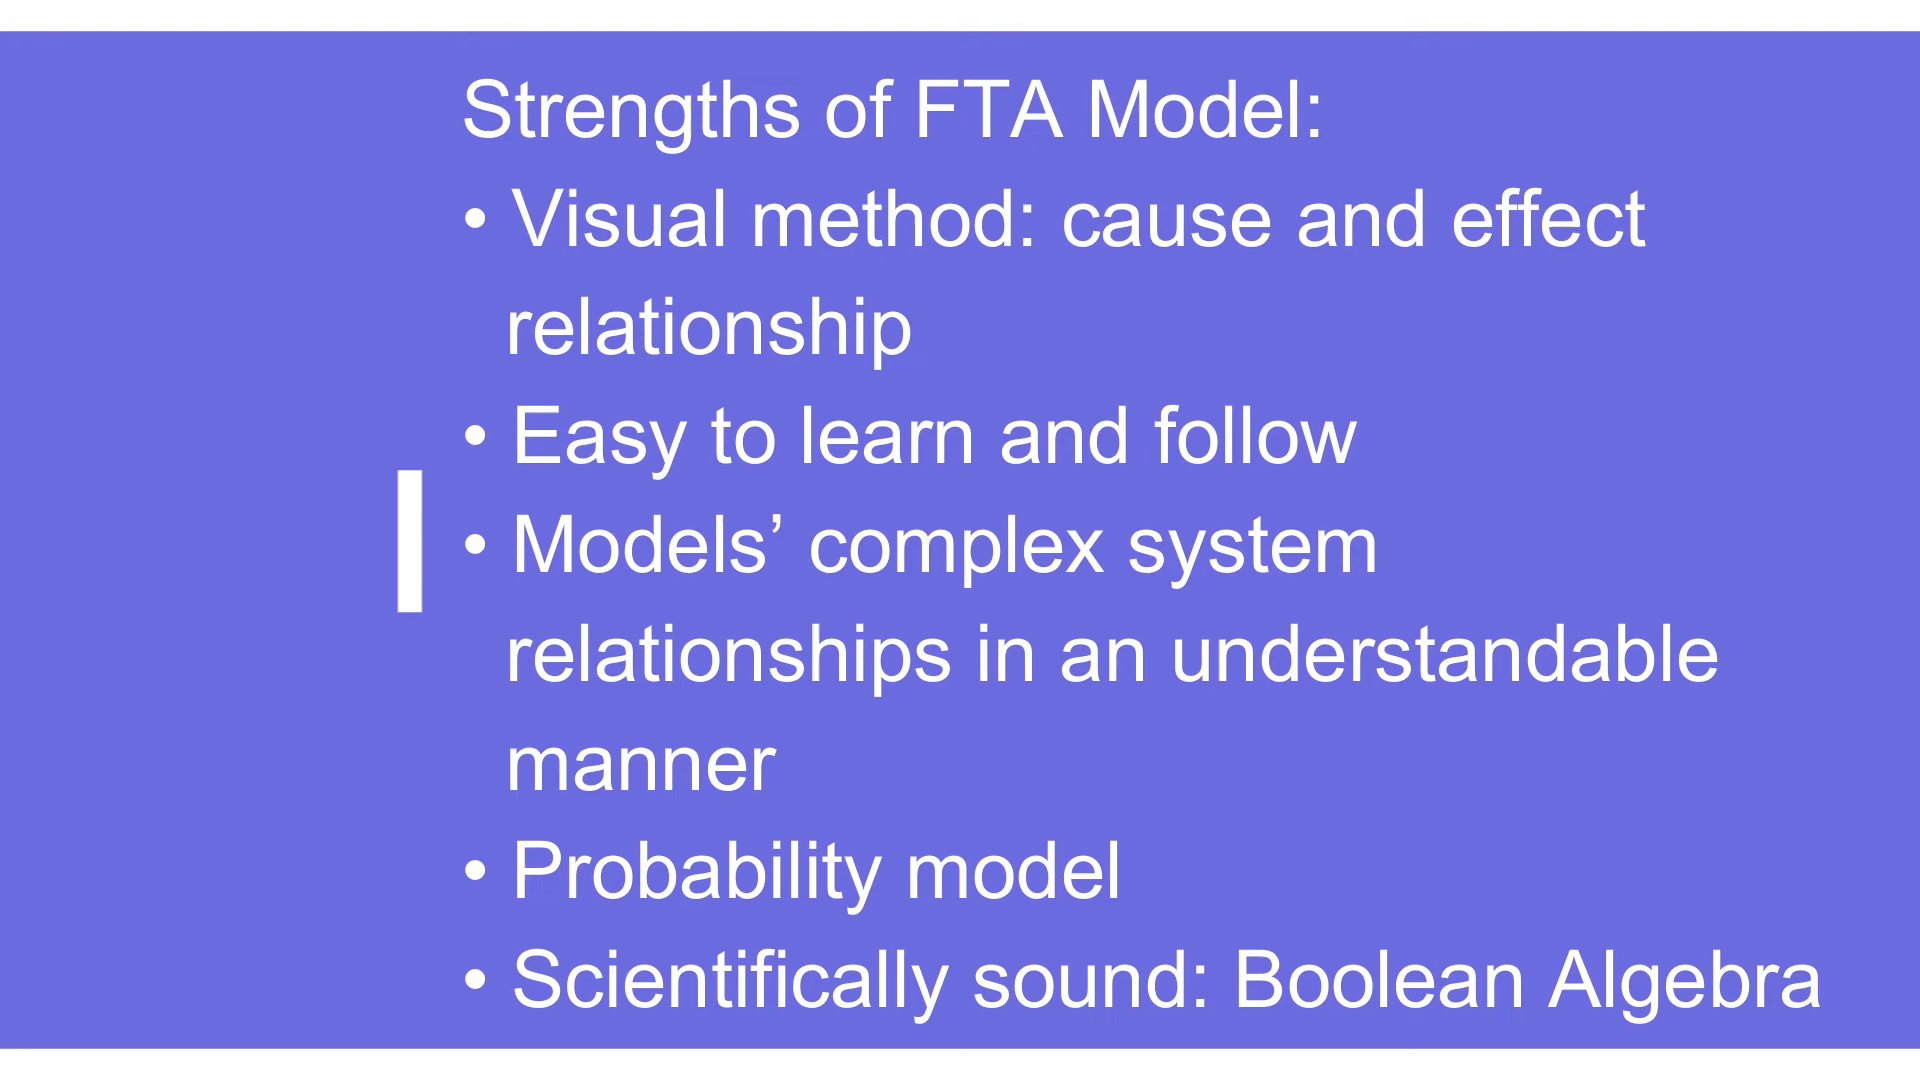 Strengths of FTA Model:
• Visual method: cause and effect
relationship
• Easy to learn and follow
• Models’ complex system
relationships in an understandable
manner
• Probability model
• Scientifically sound: Boolean Algebra